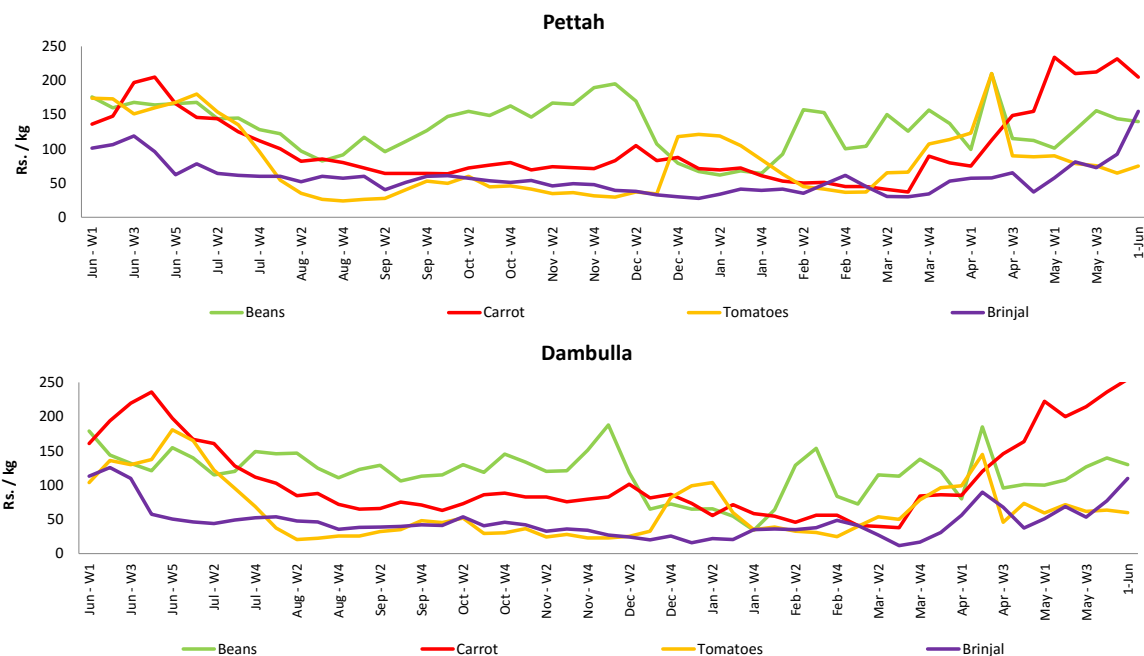 Pettah
Rs. / kg
250
200
150
100
50
0
Jun - W1
Jun - W3
Jun - W5
Jul - W2
Jul - W4
Aug - W2
Aug - W4
Sep - W2
Sep - W4
Oct - W2
Oct - W4
Nov - W2
Nov - W4
Dec - W2
Dec - W4
Jan - W2
Jan - W4
Feb - W2
Feb - W4
Mar - W2
Mar - W4
Apr - W1
Apr - W3
May - W1
May - W3
1-Jun
Beans Carrot Tomatoes Brinjal
Dambulla
Rs. / kg
250
200
150
100
50
0
Jun - W1
Jun - W3
Jun - W5
Jul - W2
Jul - W4
Aug - W2
Aug - W4
Sep - W2
Sep - W4
Oct - W2
Oct - W4
Nov - W2
Nov - W4
Dec - W2
Dec - W4
Jan - W2
Jan - W4
Feb - W2
Feb - W4
Mar - W2
Mar - W4
Apr - W1
Apr - W3
May - W1
May - W3
1-Jun
Beans Carrot Tomatoes Brinjal